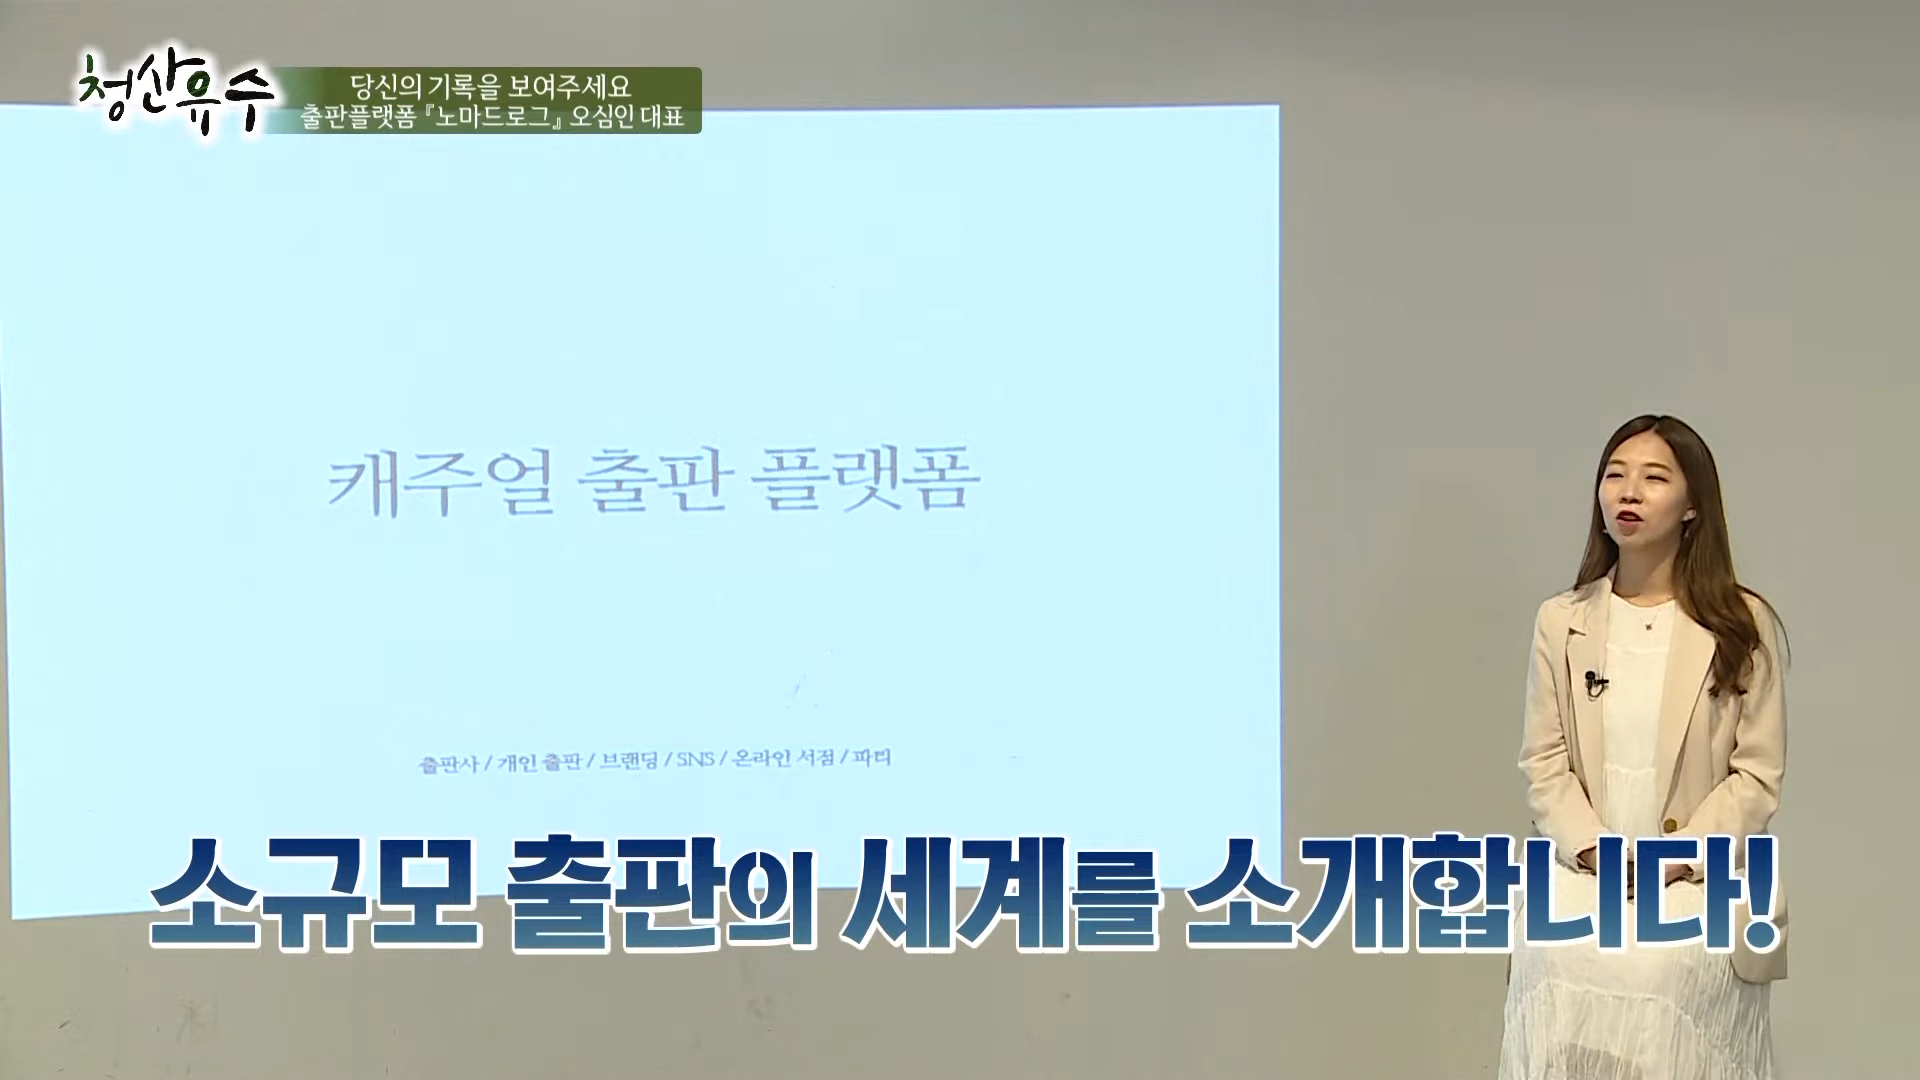 청산유수
당신의 기록을 보여주세요
출판플랫폼 『노마드로그』 오심인 대표
캐주얼 출판 플랫폼
출판사 / 개인 출판 / 브랜딩 / SNS / 온라인 서점 / 파티
소규모 출판의 세계를 소개합니다!